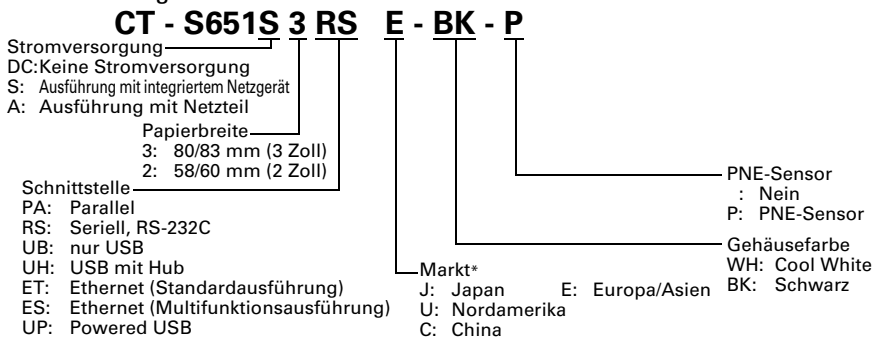 CT - S651S 3 RS E - BK - P
Stromversorgung
DC:Keine Stromversorgung
S: Ausführung mit integriertem Netzgerät
A: Ausführung mit Netzteil
Papierbreite
3: 80/83 mm (3 Zoll)
2: 58/60 mm (2 Zoll)
Schnittstelle
PA: Parallel
RS: Seriell, RS-232C
UB: nur USB
UH: USB mit Hub
ET: Ethernet (Standardausführung)
ES: Ethernet (Multifunktionsausführung)
UP: Powered USB
Markt*
J: Japan E: Europa/Asien
U: Nordamerika
C: China
PNE-Sensor
: Nein
P: PNE-Sensor
Gehäusefarbe
WH: Cool White
BK: Schwarz